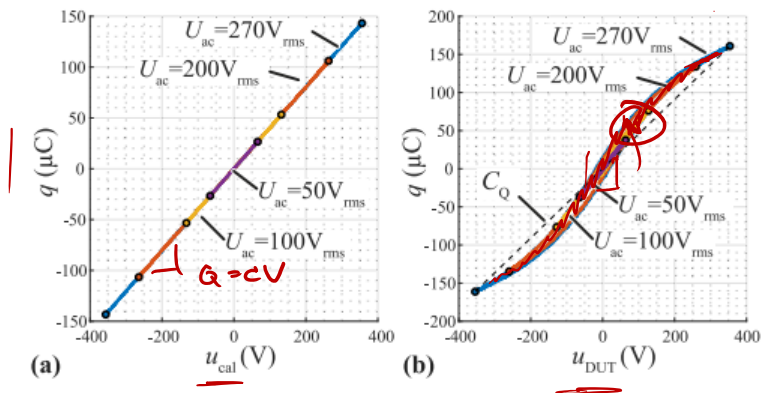 150
100
50
0
-50
-100
-150
q (μC)
U_ac=270V_rms
U_ac=200V_rms
U_ac=50V_rms
U_ac=100V_rms
Q=CV
-400 -200 0 200 400
(a)
u_cal (V)
200
150
100
50
0
-50
-100
-150
-200
q (μC)
U_ac=270V_rms
U_ac=200V_rms
C_Q
U_ac=50V_rms
U_ac=100V_rms
-400 -200 0 200 400
(b)
u_DUT (V)